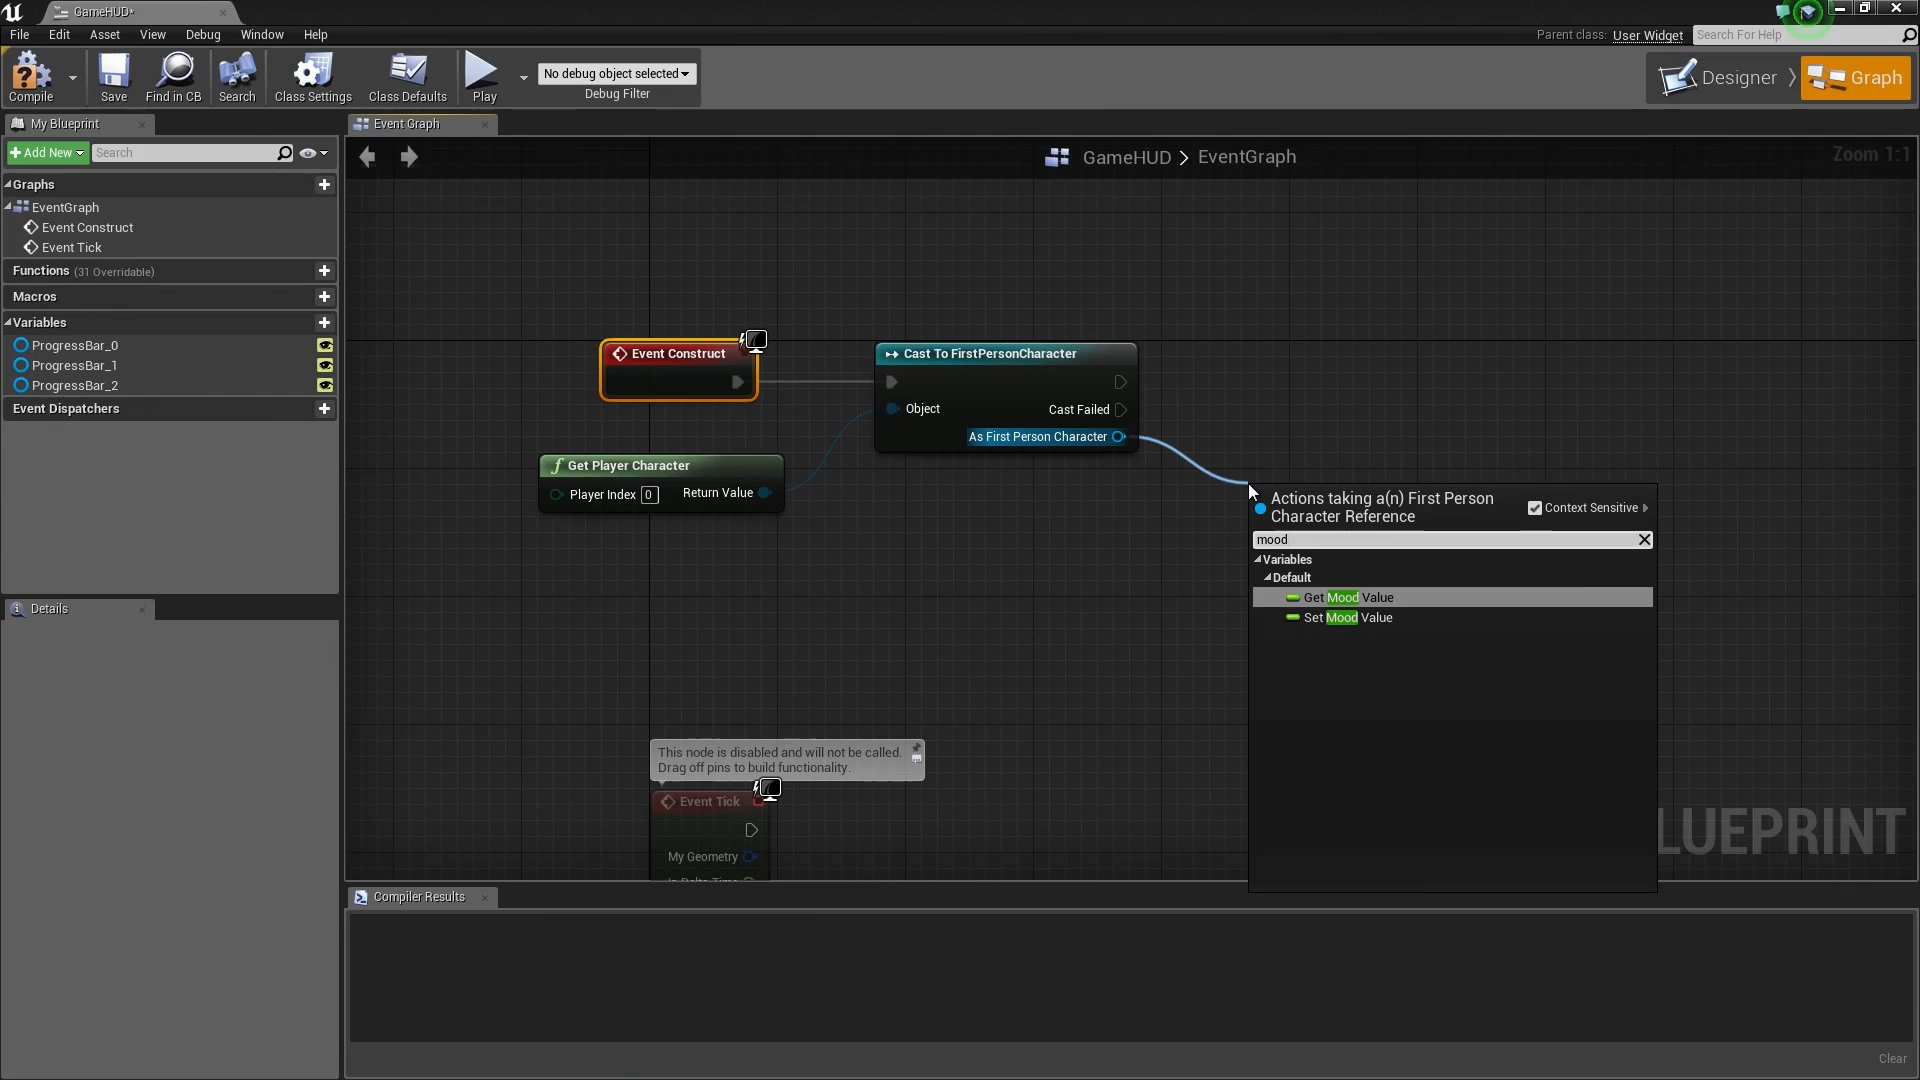 GameHUD*
File Edit Asset View Debug Window Help
Parent class: User Widget
Search For Help
Compile
Save
Find in CB
Search
Class Settings
Class Defaults
Play
No debug object selected
Debug Filter
Designer
Graph
My Blueprint
Event Graph
Add New
Search
GameHUD > EventGraph
Zoom 1:1
Graphs
EventGraph
Event Construct
Event Tick
Functions (31 Overridable)
Macros
Variables
ProgressBar_0
ProgressBar_1
ProgressBar_2
Event Dispatchers
Details
Event Construct
Cast To FirstPersonCharacter
Object
Cast Failed
As First Person Character
Get Player Character
Player Index 0
Return Value
Actions taking a(n) First Person
Character Reference
Context Sensitive
mood
Variables
Default
Get Mood Value
Set Mood Value
This node is disabled and will not be called.
Drag off pins to build functionality.
Event Tick
My Geometry
In Delta Time
LUEPRINT
Compiler Results
Clear